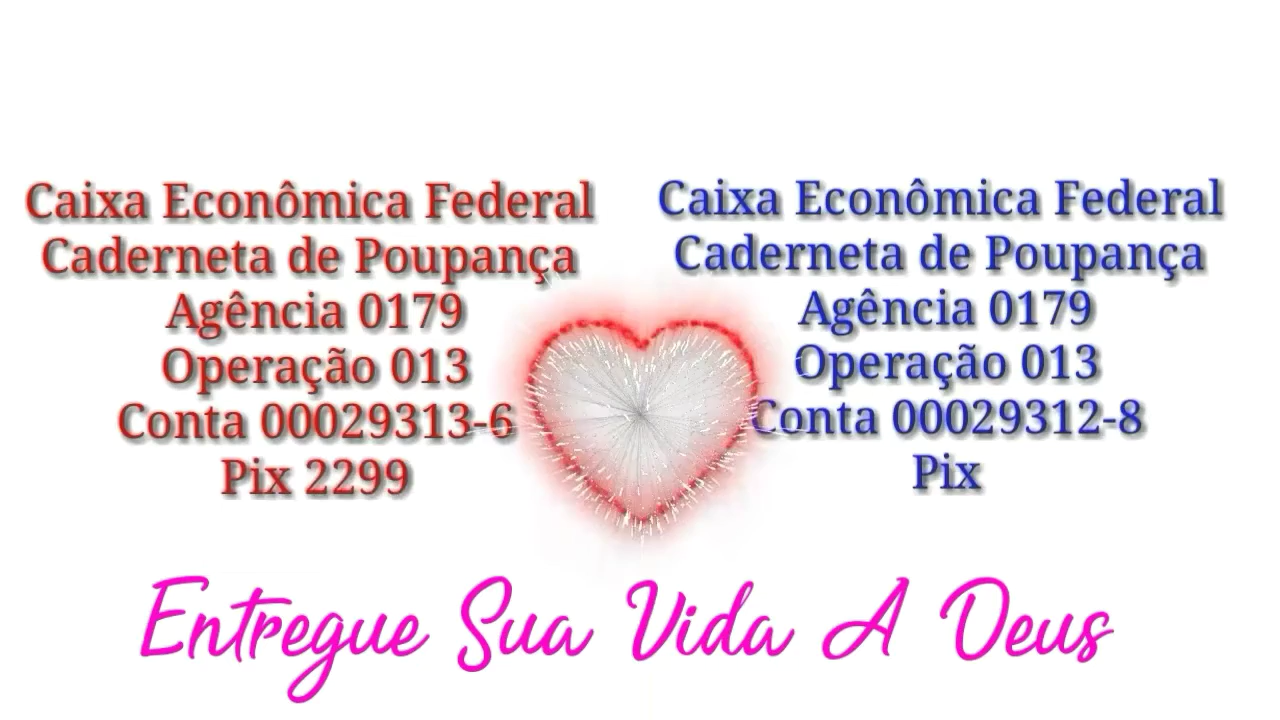 Caixa Econômica Federal
Caderneta de Poupança
Agência 0179
Operação 013
Conta 00029313-6
Pix 2299
Caixa Econômica Federal
Caderneta de Poupança
Agência 0179
Operação 013
Conta 00029312-8
Pix
Entregue Sua Vida A Deus